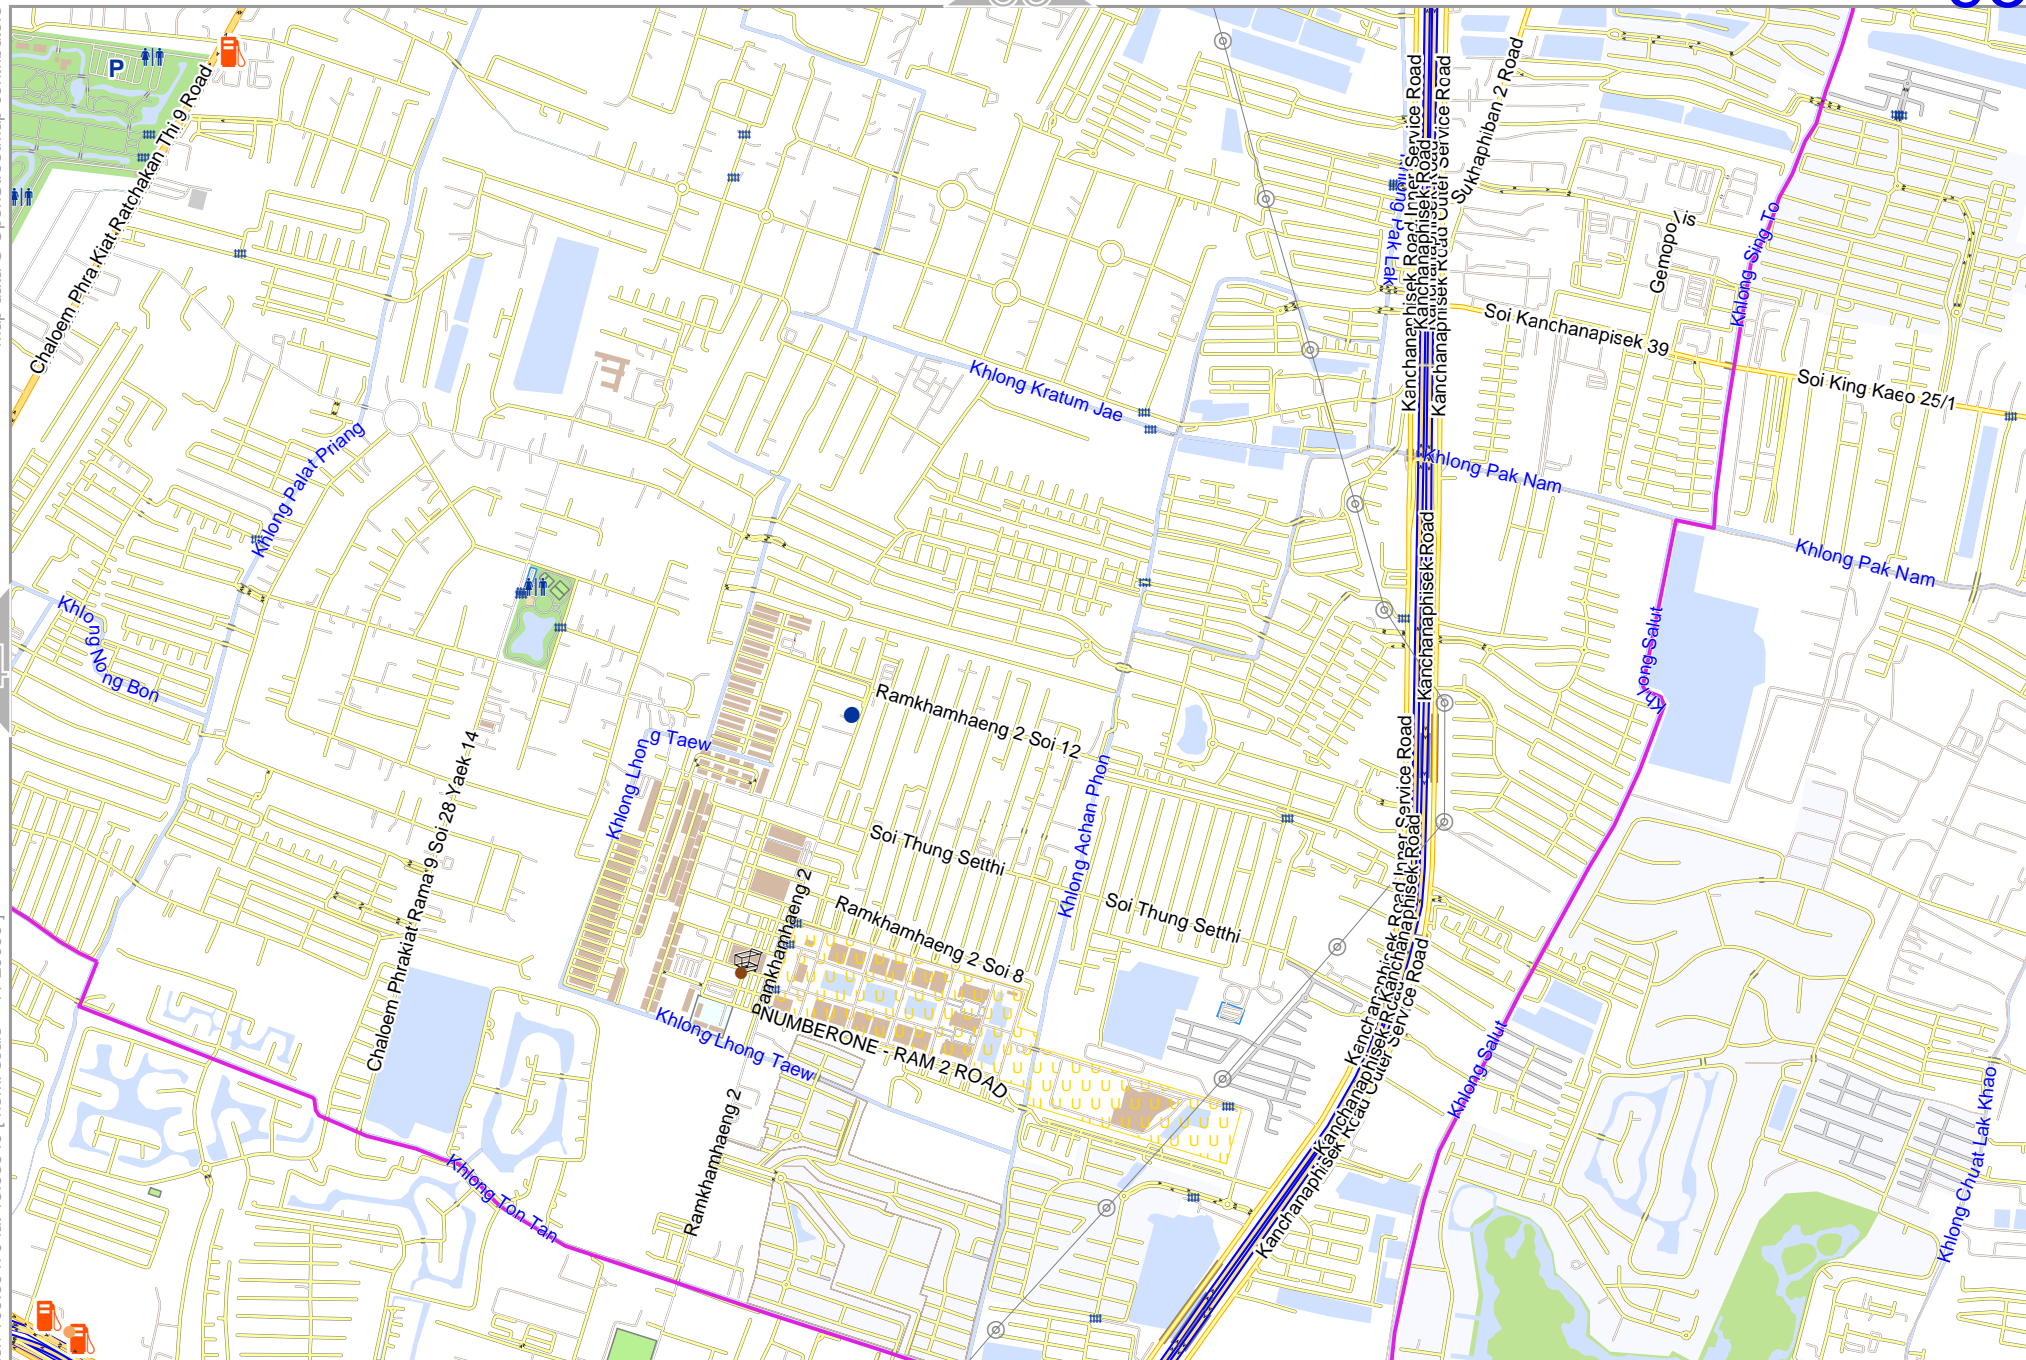 P
Chaloem Phra Kiat Ratchakan Thi 9 Road
Kanchanaphisek Road Inner Service Road
Kanchanaphisek Road
Kanchanaphisek Road Outer Service Road
Sukhaphiban 2 Road
Khlong Sing To
Soi Kanchanapisek 39
Soi King Kaeo 25/1
Khlong Kratum Jae
Khlong Palat Priang
Khlong Pak Nam
Khlong Pak Nam
Kanchanaphisek Road
Khlong Nong Bon
Ramkhamhaeng 2 Soi 12
Khlong Lhong Taew
Chaloem Phrakiat Rama 9 Soi 28 Yaek 14
Khlong Achan Phon
Kanchanaphisek Road Inner Service Road
Kanchanaphisek Road
Soi Thung Setthi
Soi Thung Setthi
Ramkhamhaeng 2
Ramkhamhaeng 2 Soi 8
Kanchanaphisek Road Outer Service Road
NUMBERONE - RAM 2 ROAD
Khlong Lhong Taew
Khlong Salut
Ramkhamhaeng 2
Khlong Ton Tan
Kanchanaphisek Road
Khlong Chuat Lak Khao